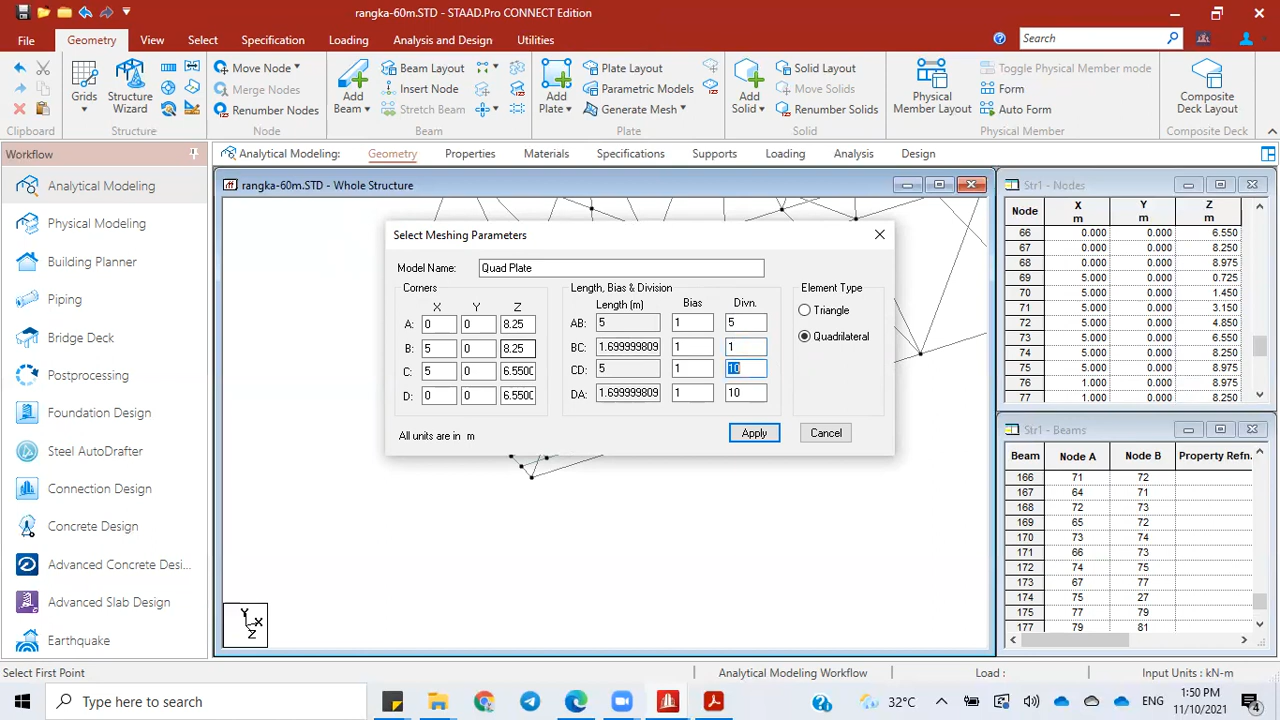 rangka-60m.STD - STAAD.Pro CONNECT Edition
File Geometry View Select Specification Loading Analysis and Design Utilities Search
Grids Structure Wizard Move Node Merge Nodes Renumber Nodes
Add Beam Beam Layout Insert Node Stretch Beam
Add Plate Plate Layout Parametric Models Generate Mesh
Add Solid Solid Layout Move Solids Renumber Solids
Physical Member Layout Toggle Physical Member mode Form Auto Form
Composite Deck Layout
Clipboard Structure Node Beam Plate Solid Physical Member Composite Deck
Workflow
Analytical Modeling: Geometry Properties Materials Specifications Supports Loading Analysis Design
Analytical Modeling
Physical Modeling
Building Planner
Piping
Bridge Deck
Postprocessing
Foundation Design
Steel AutoDrafter
Connection Design
Concrete Design
Advanced Concrete Desi...
Advanced Slab Design
Earthquake
rangka-60m.STD - Whole Structure
Select Meshing Parameters
Model Name: Quad Plate
Corners
X Y Z
A: 0 0 8.25
B: 5 0 8.25
C: 5 0 6.550(
D: 0 0 6.550(
Length, Bias & Division
Length (m) Bias Divn.
AB: 5 1 5
BC: 1.699999809 1 1
CD: 5 1 10
DA: 1.699999809 1 10
Element Type
Triangle
Quadrilateral
All units are in m
Apply Cancel
Y X Z
Str1 - Nodes
Node X m Y m Z m
66 0.000 0.000 6.550
67 0.000 0.000 8.250
68 0.000 0.000 8.975
69 5.000 0.000 0.725
70 5.000 0.000 1.450
71 5.000 0.000 3.150
72 5.000 0.000 4.850
73 5.000 0.000 6.550
74 5.000 0.000 8.250
75 5.000 0.000 8.975
76 1.000 0.000 8.975
77 1.000 0.000 8.250
Str1 - Beams
Beam Node A Node B Property Refn.
166 71 72
167 64 71
168 72 73
169 65 72
170 73 74
171 66 73
172 74 75
173 67 77
174 75 27
175 77 79
177 79 81
Select First Point
Analytical Modeling Workflow Load : Input Units : kN-m
Type here to search
32°C ENG 1:50 PM
11/10/2021
4